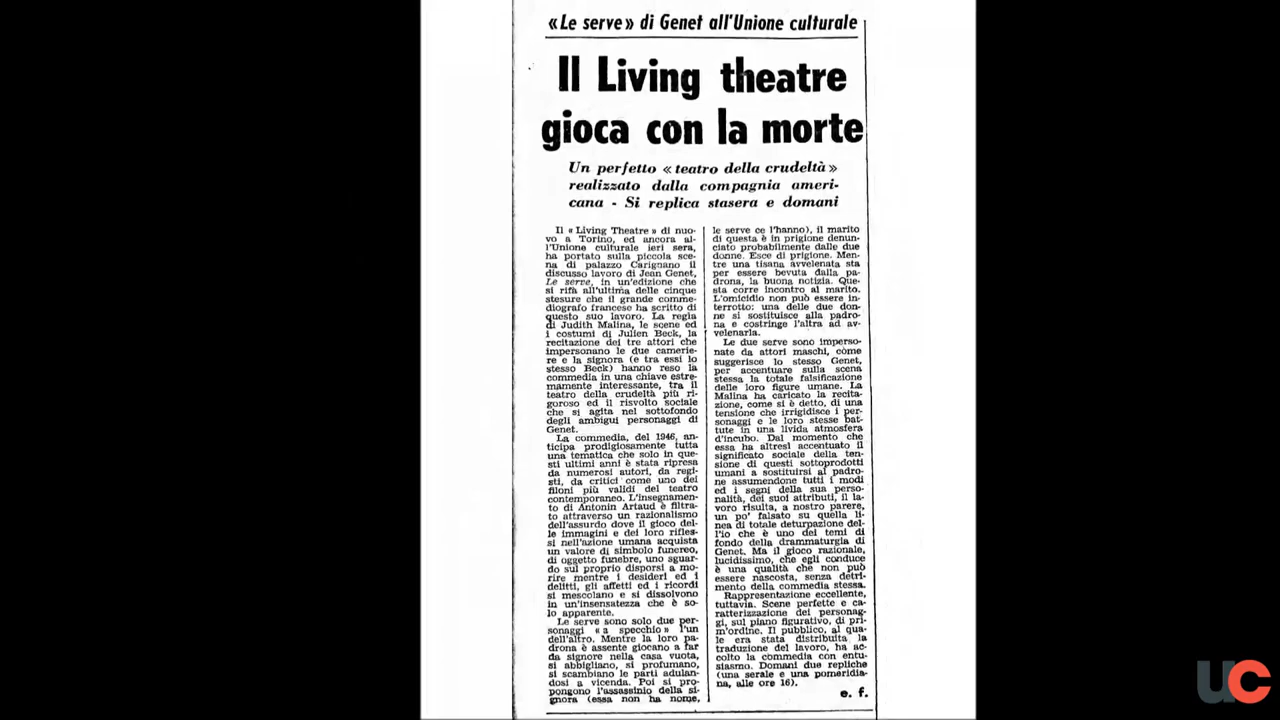 «Le serve» di Genet all'Unione culturale
Il Living theatre
gioca con la morte
Un perfetto «teatro della crudeltà»
realizzato dalla compagnia ameri-
cana - Si replica stasera e domani
Il «Living Theatre» di nuo-
vo a Torino, ed ancora al-
l'Unione culturale ieri sera,
ha portato sulla piccola sce-
na di palazzo Carignano il
discusso lavoro di Jean Genet,
Le serve, in un'edizione che
si rifà all'ultima delle cinque
stesure che il grande comme-
diografo francese ha scritto di
questo suo lavoro. La regia
di Judith Malina, le scene ed
i costumi di Julien Beck, la
recitazione dei tre attori che
impersonano le due camerie-
re e la signora (e tra essi lo
stesso Beck) hanno reso la
commedia in una chiave estre-
mamente interessante, tra il
teatro della crudeltà più ri-
goroso ed il risvolto sociale
che si agita nel sottofondo
degli ambigui personaggi di
Genet.
La commedia, del 1946, an-
ticipa prodigiosamente tutta
una tematica che solo in que-
sti ultimi anni è stata ripresa
da numerosi autori, da regi-
sti, da critici come uno dei
filoni più validi del teatro
contemporaneo. L'insegnamen-
to di Antonin Artaud è filtra-
to attraverso un razionalismo
dell'assurdo dove il gioco del-
le immagini e dei loro rifles-
si nell'azione umana acquista
un valore di simbolo funereo,
di oggetto funebre, uno sguar-
do sul proprio disporsi a mo-
rire mentre i desideri ed i
delitti, gli affetti ed i ricordi
si mescolano e si dissolvono
in un'insensatezza che è so-
lo apparente.
Le serve sono solo due per-
sonaggi «a specchio» l'un
dell'altro. Mentre la loro pa-
drona è assente giocano a far
da signore nella casa vuota,
si abbigliano, si profumano,
si scambiano le parti adulan-
dosi a vicenda. Poi si pro-
pongono l'assassinio della si-
gnora (essa non ha nome,
le serve ce l'hanno), il marito
di questa è in prigione denun-
ciato probabilmente dalle due
donne. Esce di prigione. Men-
tre una tisana avvelenata sta
per essere bevuta dalla pa-
drona, la buona notizia. Que-
sta corre incontro al marito.
L'omicidio non può essere in-
terrotto: una delle due don-
ne si sostituisce alla padro-
na e costringe l'altra ad av-
velenarla.
Le due serve sono imperso-
nate da attori maschi, come
suggerisce lo stesso Genet,
per accentuare sulla scena
stessa la totale falsificazione
delle loro figure umane. La
Malina ha caricato la recita-
zione, come si è detto, di una
tensione che irrigidisce i per-
sonaggi e le loro stesse bat-
tute in una livida atmosfera
d'incubo. Dal momento che
essa ha altresì accentuato il
significato sociale della ten-
sione di questi sottoprodotti
umani a sostituirsi al padro-
ne assumendone tutti i modi
ed i segni della sua perso-
nalità, dei suoi attributi, il la-
voro risulta, a nostro parere,
un po' falsato su quella li-
nea di totale deturpazione del-
l'io che è uno dei temi di
fondo della drammaturgia di
Genet. Ma il gioco razionale,
lucidissimo, che egli conduce
è una qualità che non può
essere nascosta, senza detri-
mento della commedia stessa.
Rappresentazione eccellente,
tuttavia. Scene perfette e ca-
ratterizzazione dei personag-
gi, sul piano figurativo, di pri-
m'ordine. Il pubblico, al qua-
le era stata distribuita la
traduzione del lavoro, ha ac-
colto la commedia con entu-
siasmo. Domani due repliche
(una serale e una pomeridia-
na, alle ore 16).
e. f.
uc